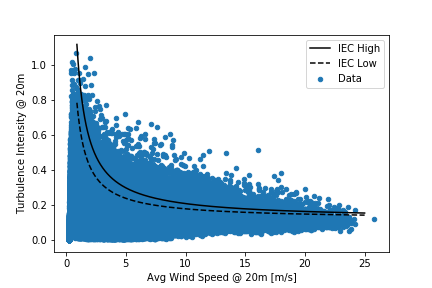 IEC High
IEC Low
Data
Turbulence Intensity @ 20m
1.0
0.8
0.6
0.4
0.2
0.0
0
5
10
15
20
25
Avg Wind Speed @ 20m [m/s]